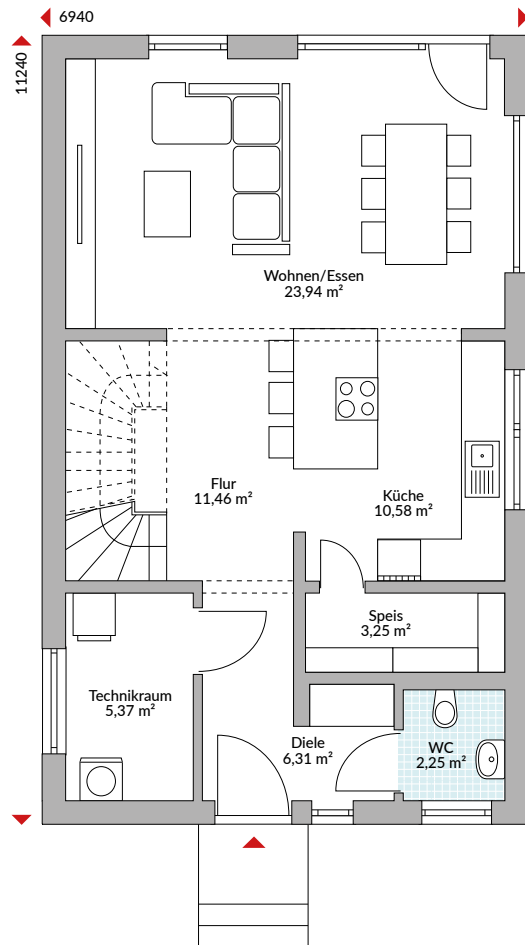 6940
11240
Wohnen/Essen
23,94 m²
Flur
11,46 m²
Küche
10,58 m²
Speis
3,25 m²
Technikraum
5,37 m²
Diele
6,31 m²
WC
2,25 m²